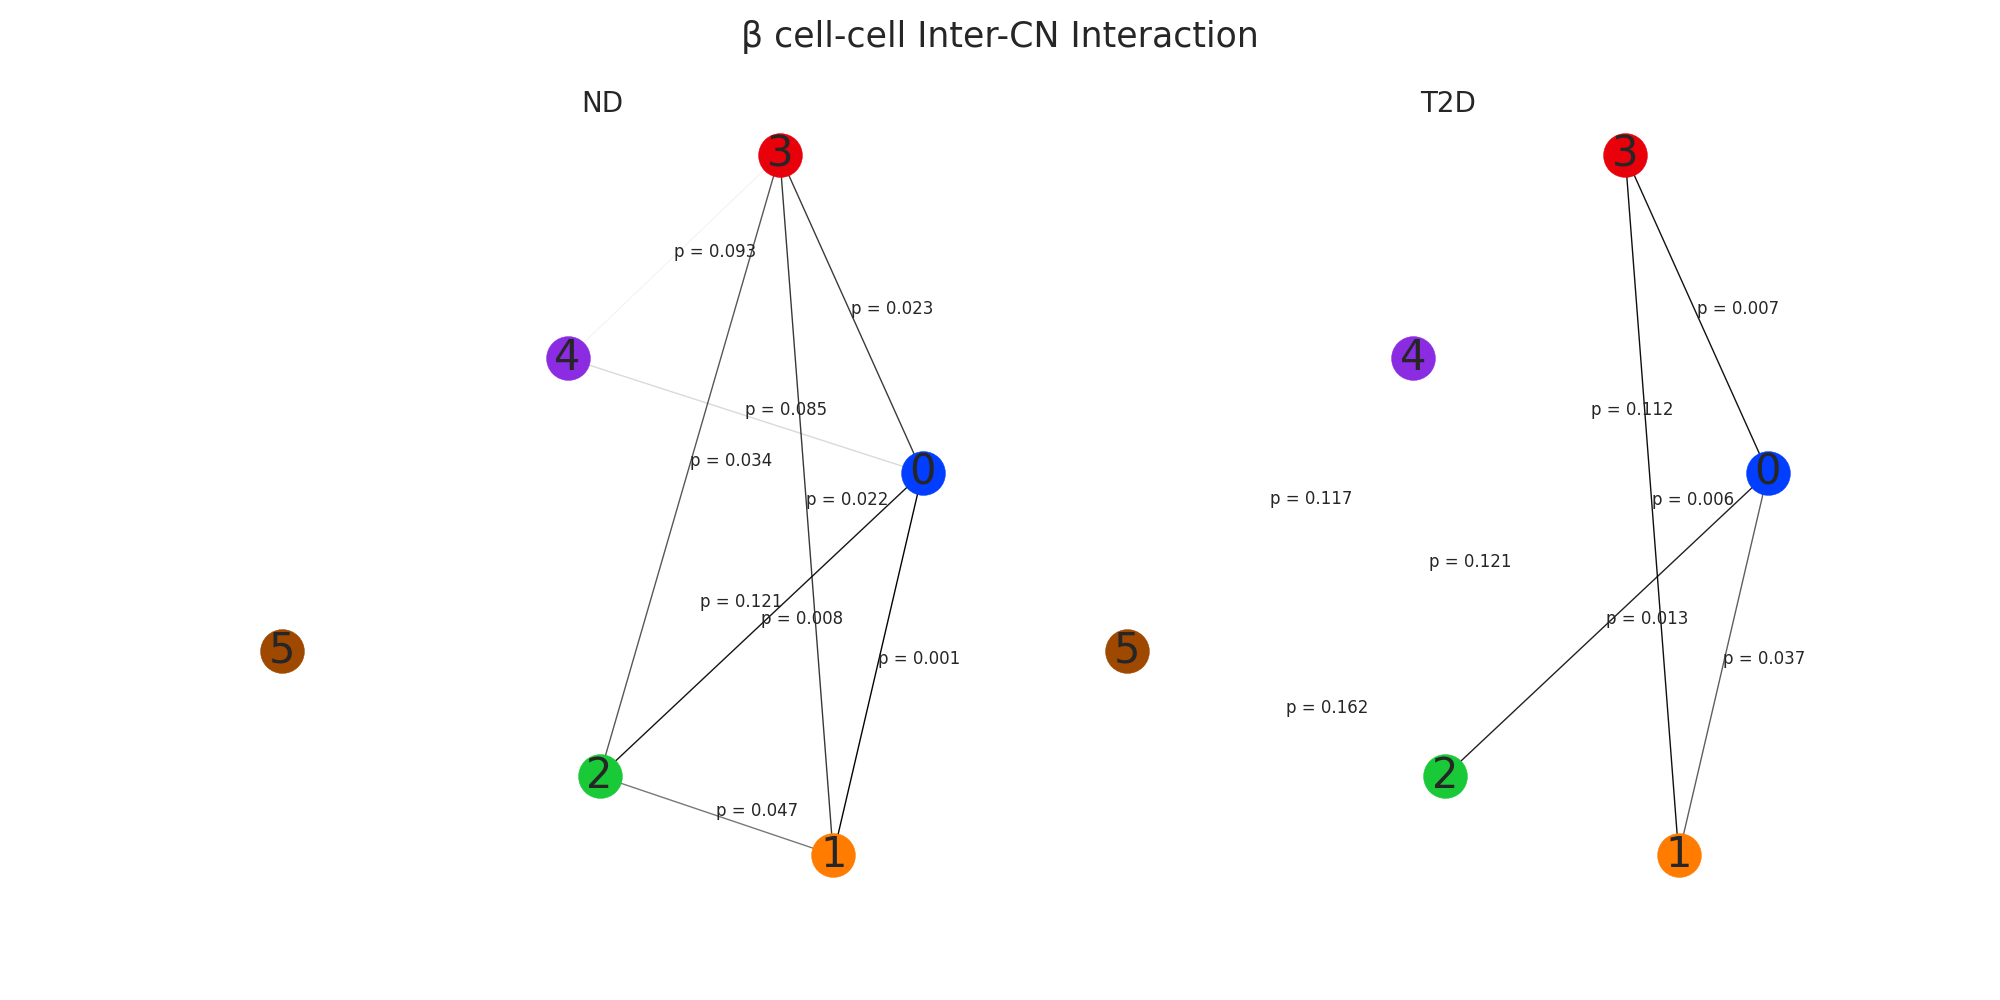 β cell-cell Inter-CN Interaction
ND
T2D
3
3
p = 0.093
p = 0.023
p = 0.007
4
4
p = 0.085
p = 0.112
p = 0.034
0
0
p = 0.022
p = 0.117
p = 0.006
p = 0.121
p = 0.121
p = 0.008
p = 0.013
5
p = 0.001
5
p = 0.037
p = 0.162
2
2
p = 0.047
1
1